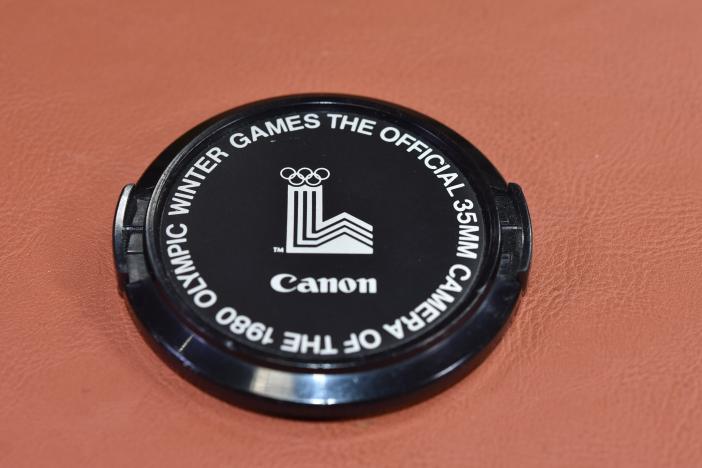 THE OFFICIAL 35MM CAMERA OF THE 1980 OLYMPIC WINTER GAMES
TM
Canon